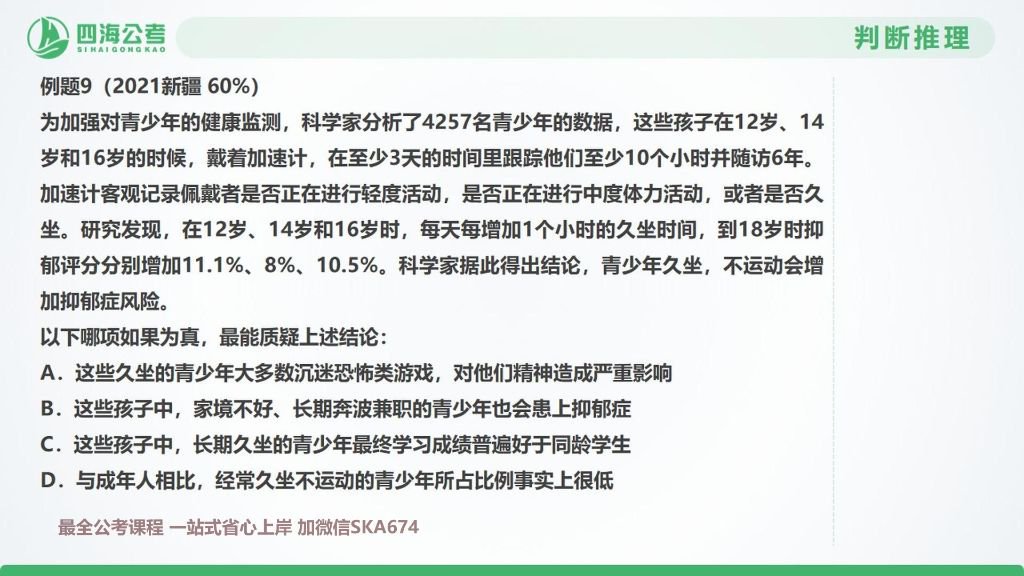 四海公考
SIHAIGONGKAO
判断推理
例题9（2021新疆 60%）
为加强对青少年的健康监测，科学家分析了4257名青少年的数据，这些孩子在12岁、14
岁和16岁的时候，戴着加速计，在至少3天的时间里跟踪他们至少10个小时并随访6年。
加速计客观记录佩戴者是否正在进行轻度活动，是否正在进行中度体力活动，或者是否久
坐。研究发现，在12岁、14岁和16岁时，每天每增加1个小时的久坐时间，到18岁时抑
郁评分分别增加11.1%、8%、10.5%。科学家据此得出结论，青少年久坐，不运动会增
加抑郁症风险。
以下哪项如果为真，最能质疑上述结论：
A．这些久坐的青少年大多数沉迷恐怖类游戏，对他们精神造成严重影响
B．这些孩子中，家境不好、长期奔波兼职的青少年也会患上抑郁症
C．这些孩子中，长期久坐的青少年最终学习成绩普遍好于同龄学生
D．与成年人相比，经常久坐不运动的青少年所占比例事实上很低
最全公考课程 一站式省心上岸 加微信SKA674